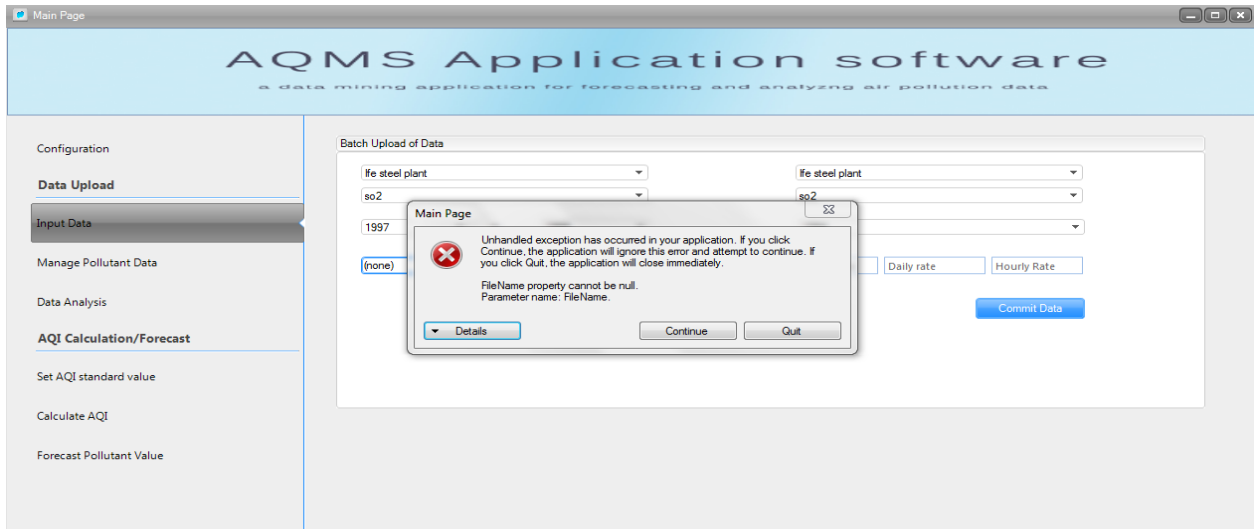 Main Page
AQMS Application software
a data mining application for forecasting and analyzng air pollution data
Configuration
Data Upload
Input Data
Manage Pollutant Data
Data Analysis
AQI Calculation/Forecast
Set AQI standard value
Calculate AQI
Forecast Pollutant Value
Batch Upload of Data
Ife steel plant
Ife steel plant
so2
so2
1997
(none)
Daily rate
Hourly Rate
Commit Data
Main Page
Unhandled exception has occurred in your application. If you click
Continue, the application will ignore this error and attempt to continue. If
you click Quit, the application will close immediately.
FileName property cannot be null.
Parameter name: FileName.
Details
Continue
Quit